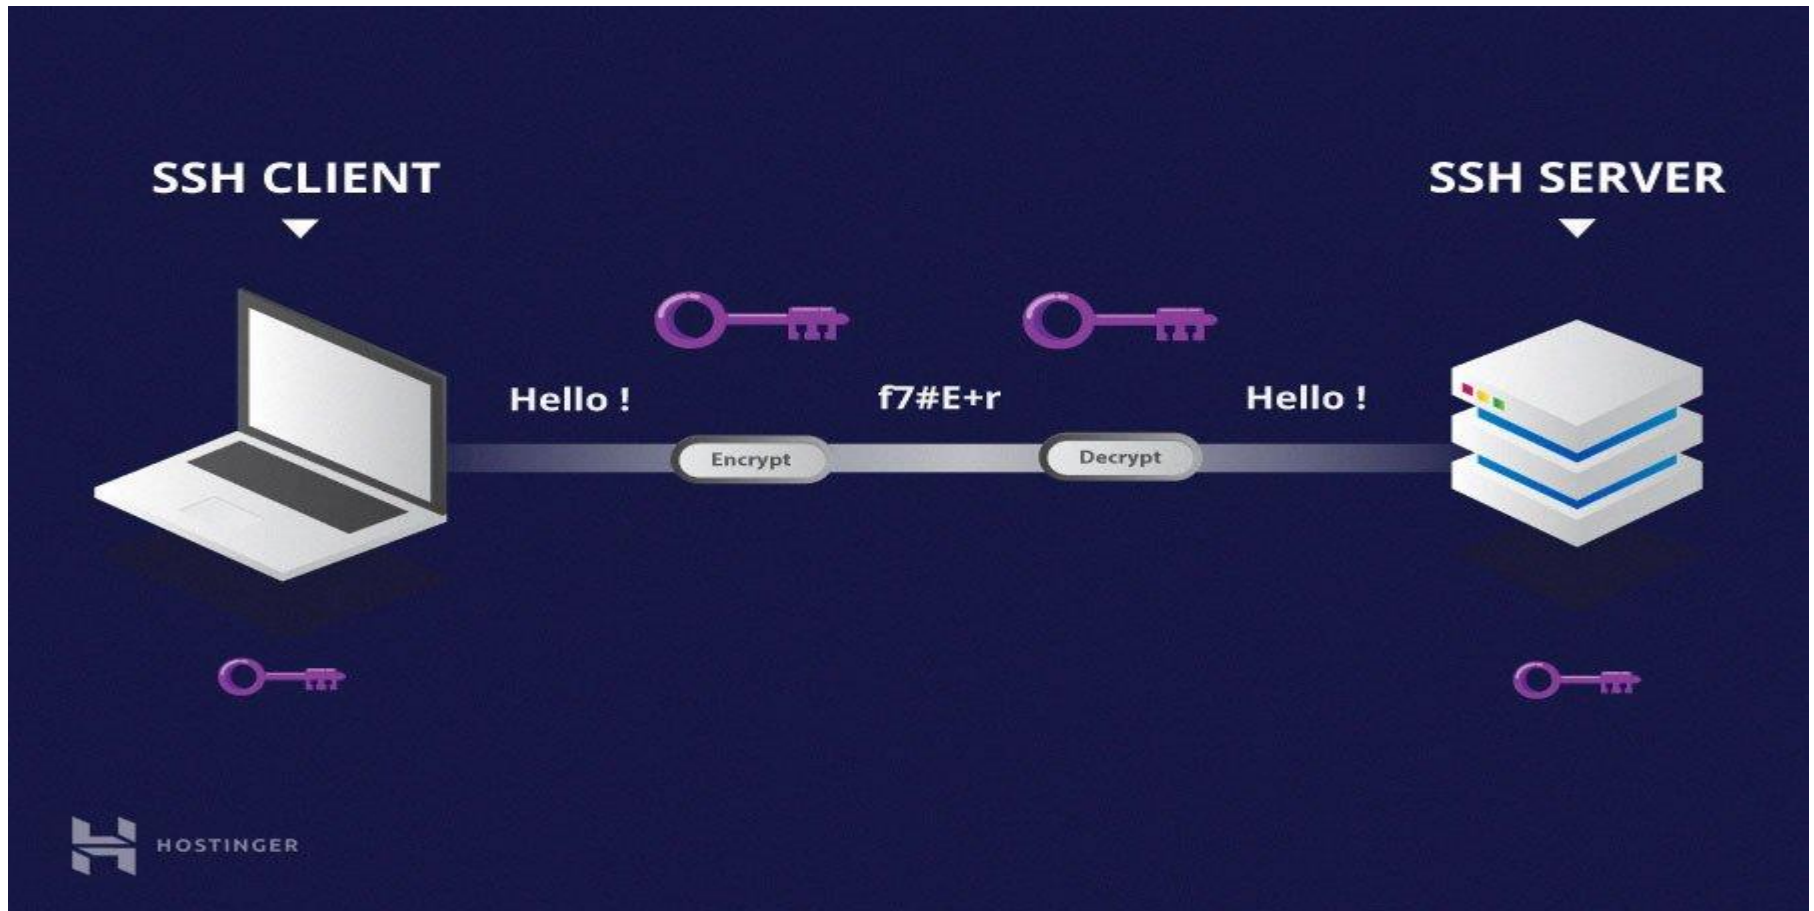 SSH CLIENT
SSH SERVER
Hello !
f7#E+r
Hello !
Encrypt
Decrypt
HOSTINGER